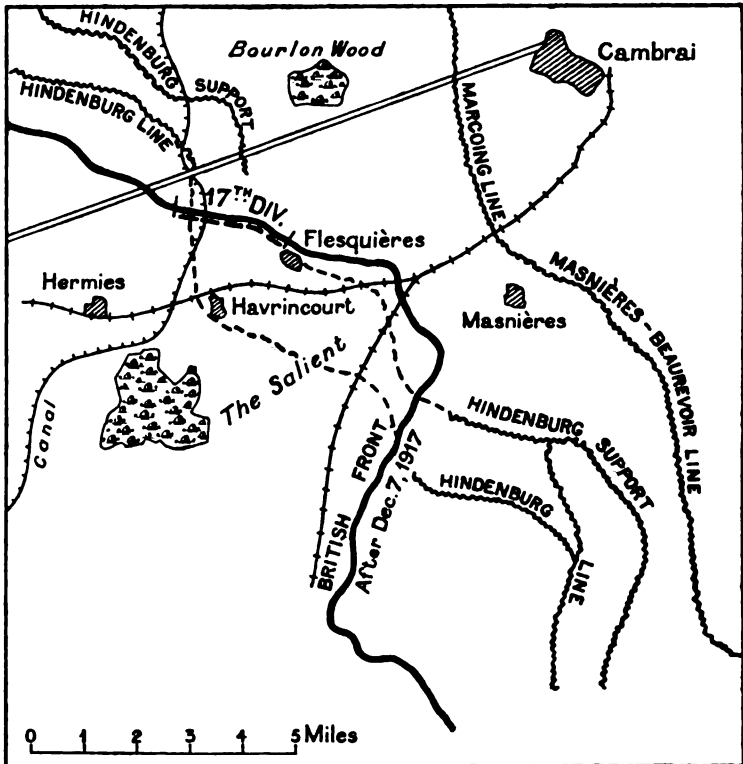 HINDENBURG
SUPPORT
Bourlon Wood
Cambrai
HINDENBURG LINE
MARCOING LINE
17TH DIV.
Flesquières
Hermies
Havrincourt
Masnières
MASNIÈRES - BEAUREVOIR LINE
The Salient
Canal
HINDENBURG SUPPORT
HINDENBURG
LINE
BRITISH FRONT
After Dec. 7, 1917
0 1 2 3 4 5 Miles